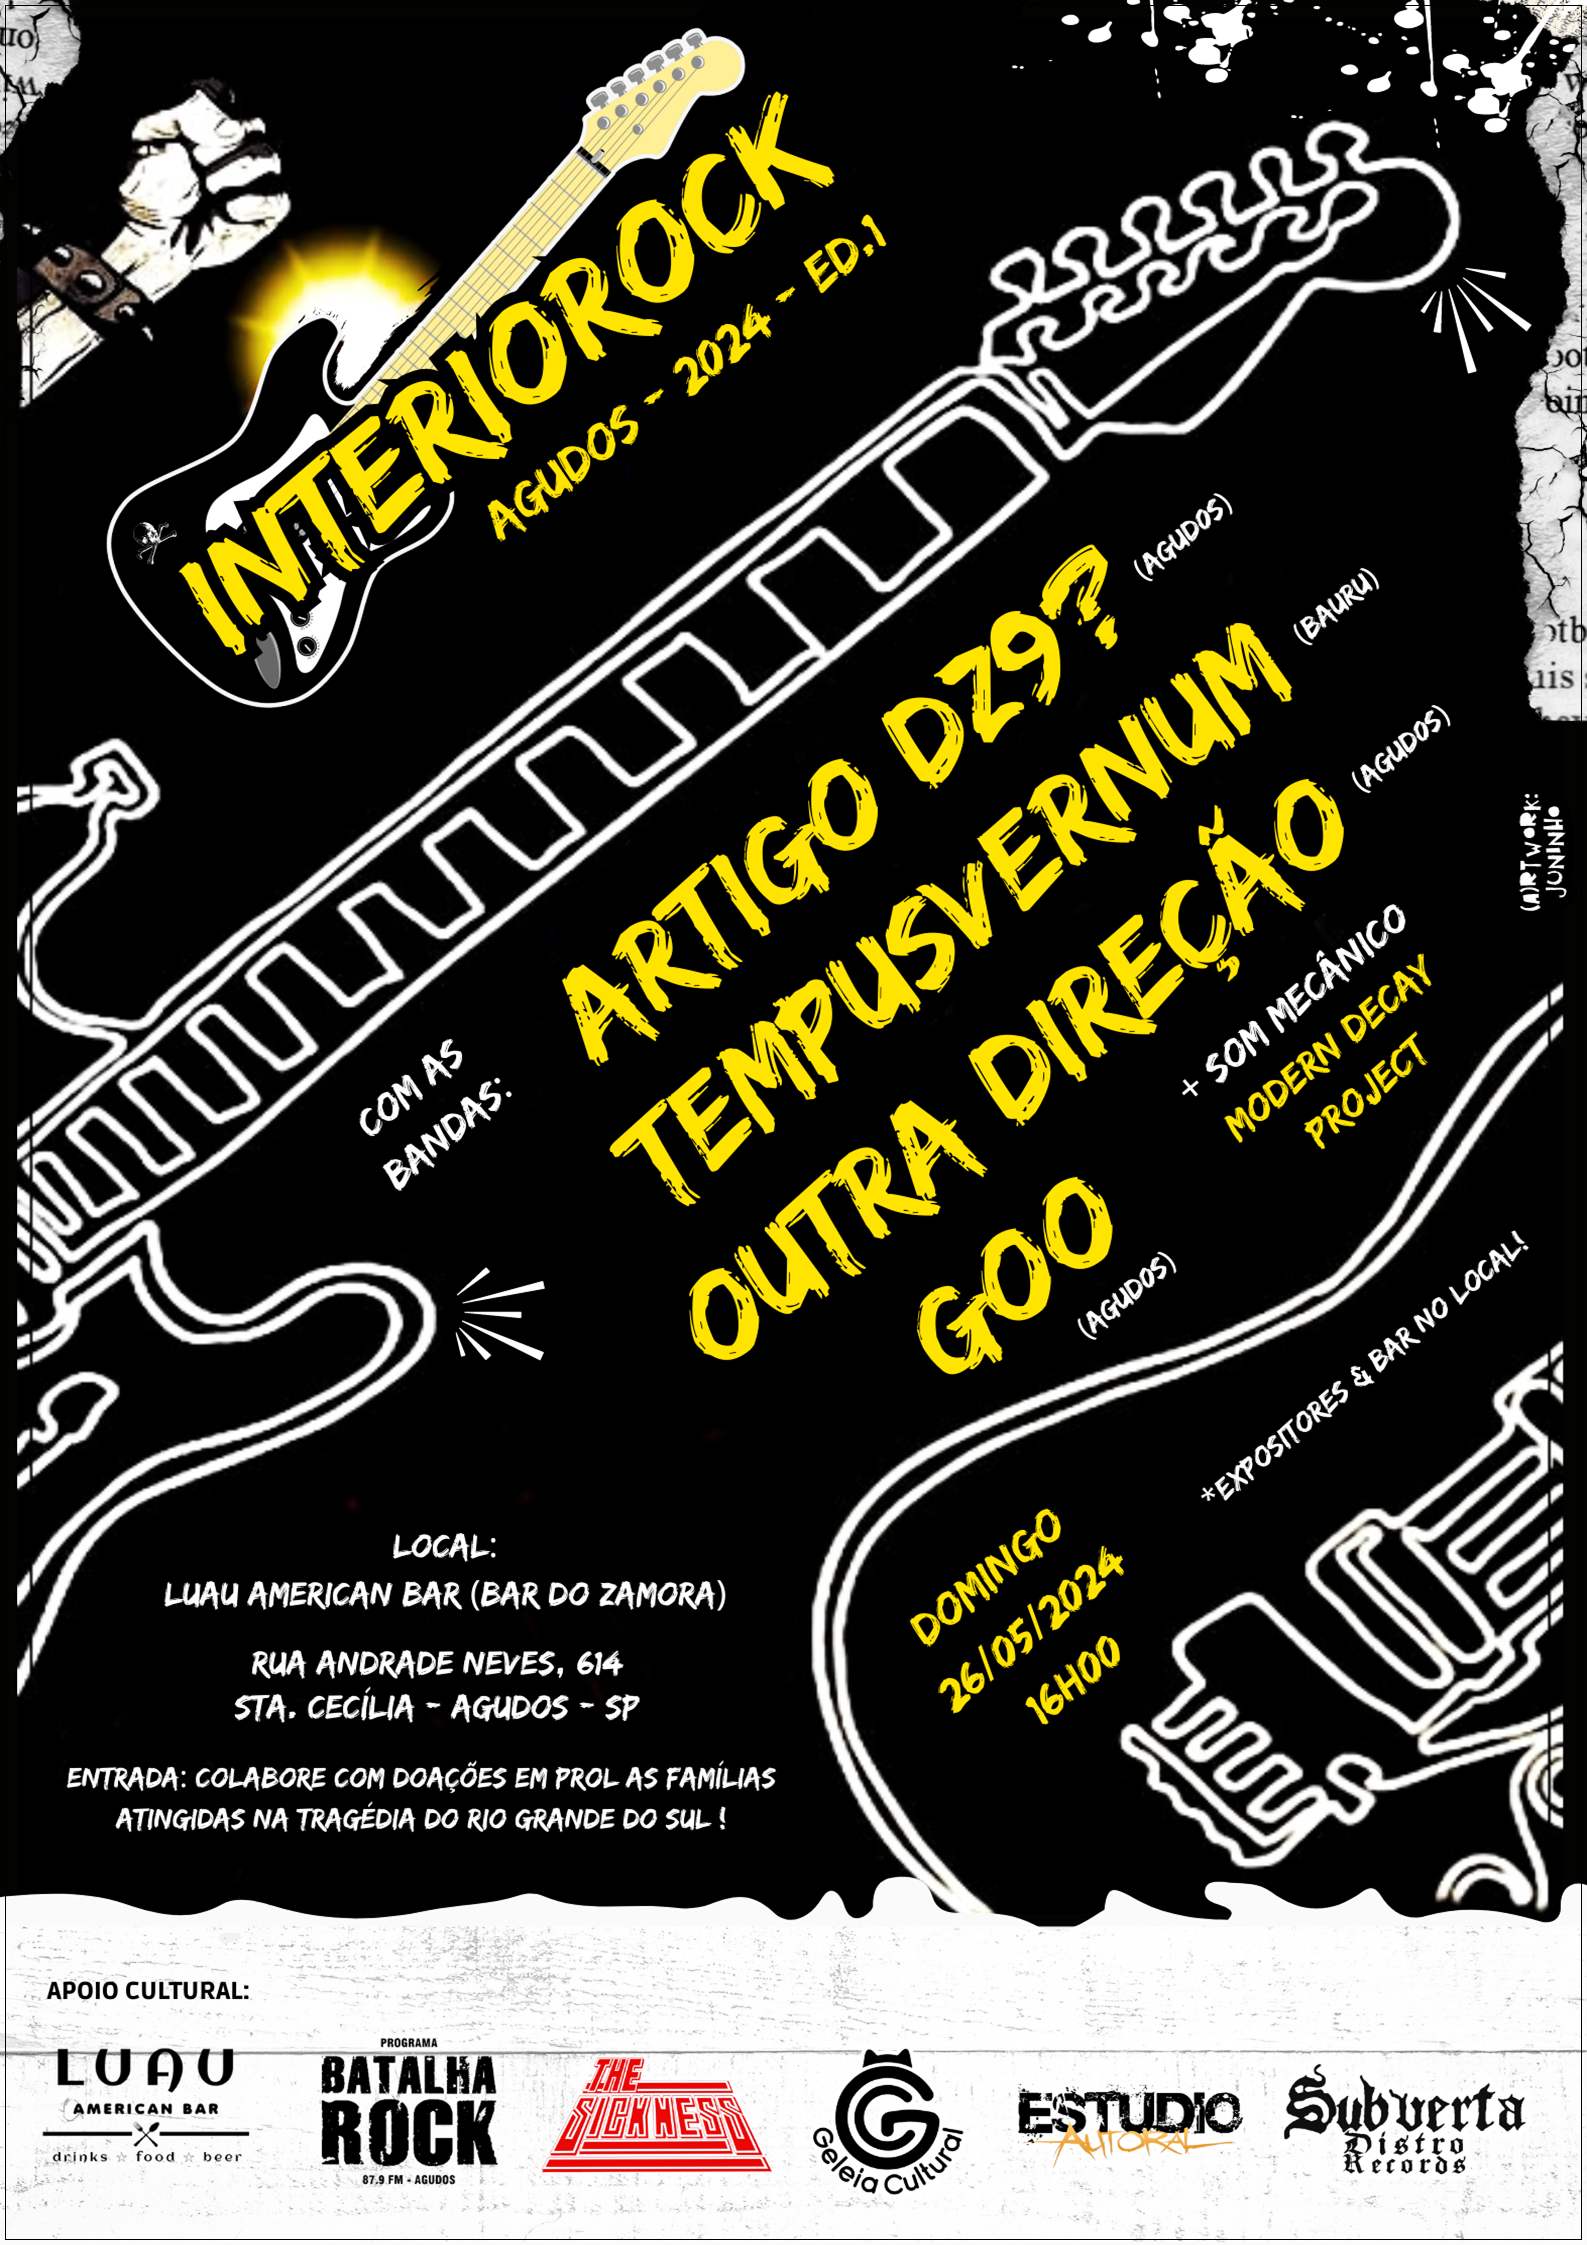 INTERIOROCK
AGUDOS - 2024 - ED.1
COM AS
BANDAS:
ARTIGO DZ9?
(AGUDOS)
TEMPUSVERNUM
(BAURU)
OUTRA DIREÇÃO
(AGUDOS)
GOO
(AGUDOS)
+ SOM MECÂNICO
MODERN DECAY
PROJECT
(A)RTWORK:
JUNINHO
*EXPOSITORES & BAR NO LOCAL!
DOMINGO
26/05/2024
16H00
LOCAL:
LUAU AMERICAN BAR (BAR DO ZAMORA)
RUA ANDRADE NEVES, 614
STA. CECÍLIA - AGUDOS - SP
ENTRADA: COLABORE COM DOAÇÕES EM PROL AS FAMÍLIAS
ATINGIDAS NA TRAGÉDIA DO RIO GRANDE DO SUL !
APOIO CULTURAL:
LUAU
AMERICAN BAR
drinks ☆ food ☆ beer
PROGRAMA
BATALHA
ROCK
87.9 FM - AGUDOS
THE
SICKNESS
Geleia Cultural
ESTUDIO
AUTORAL
Subverta
Distro
Records